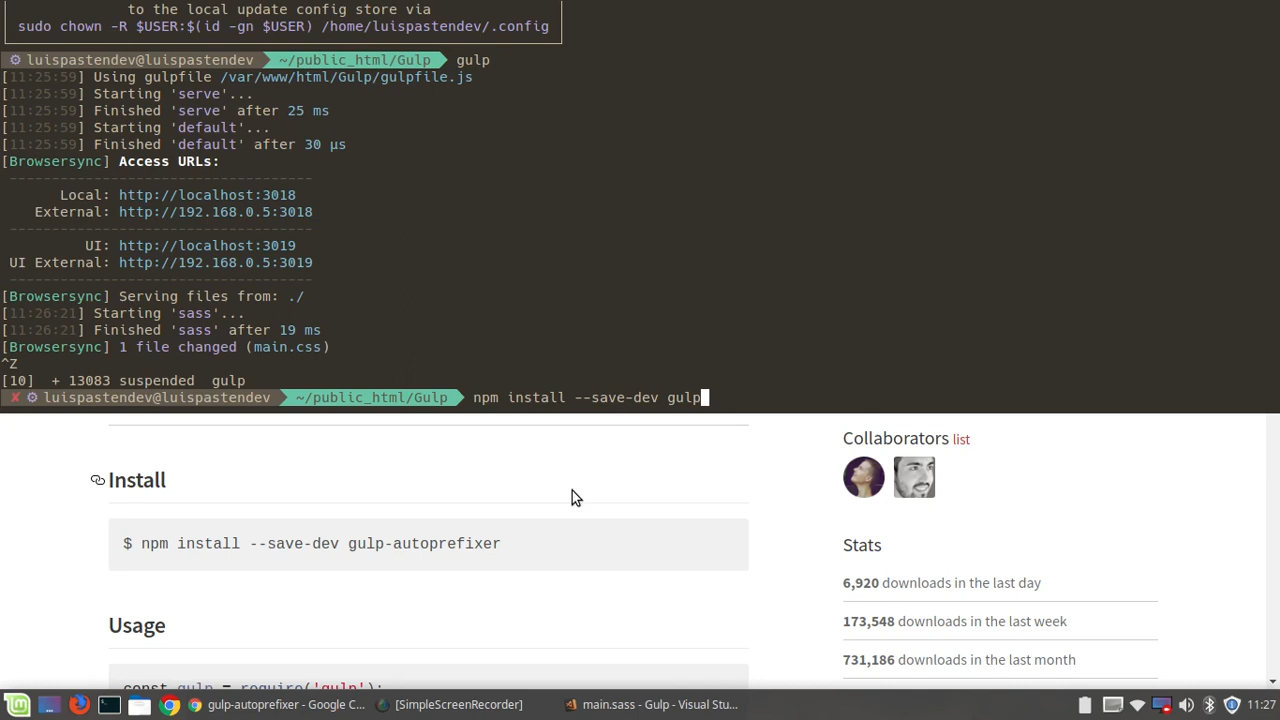 to the local update config store via
sudo chown -R $USER:$(id -gn $USER) /home/luispastendev/.config
luispastendev@luispastendev ~/public_html/Gulp gulp
[11:25:59] Using gulpfile /var/www/html/Gulp/gulpfile.js
[11:25:59] Starting 'serve'...
[11:25:59] Finished 'serve' after 25 ms
[11:25:59] Starting 'default'...
[11:25:59] Finished 'default' after 30 μs
[Browsersync] Access URLs:
-------------------------------------
Local: http://localhost:3018
External: http://192.168.0.5:3018
-------------------------------------
UI: http://localhost:3019
UI External: http://192.168.0.5:3019
-------------------------------------
[Browsersync] Serving files from: ./
[11:26:21] Starting 'sass'...
[11:26:21] Finished 'sass' after 19 ms
[Browsersync] 1 file changed (main.css)
^Z
[10] + 13083 suspended gulp
✘ luispastendev@luispastendev ~/public_html/Gulp npm install --save-dev gulp
Install
$ npm install --save-dev gulp-autoprefixer
Usage
const gulp = require('gulp');
Collaborators list
Stats
6,920 downloads in the last day
173,548 downloads in the last week
731,186 downloads in the last month
gulp-autoprefixer - Google C...
[SimpleScreenRecorder]
main.sass - Gulp - Visual Stu...
11:27